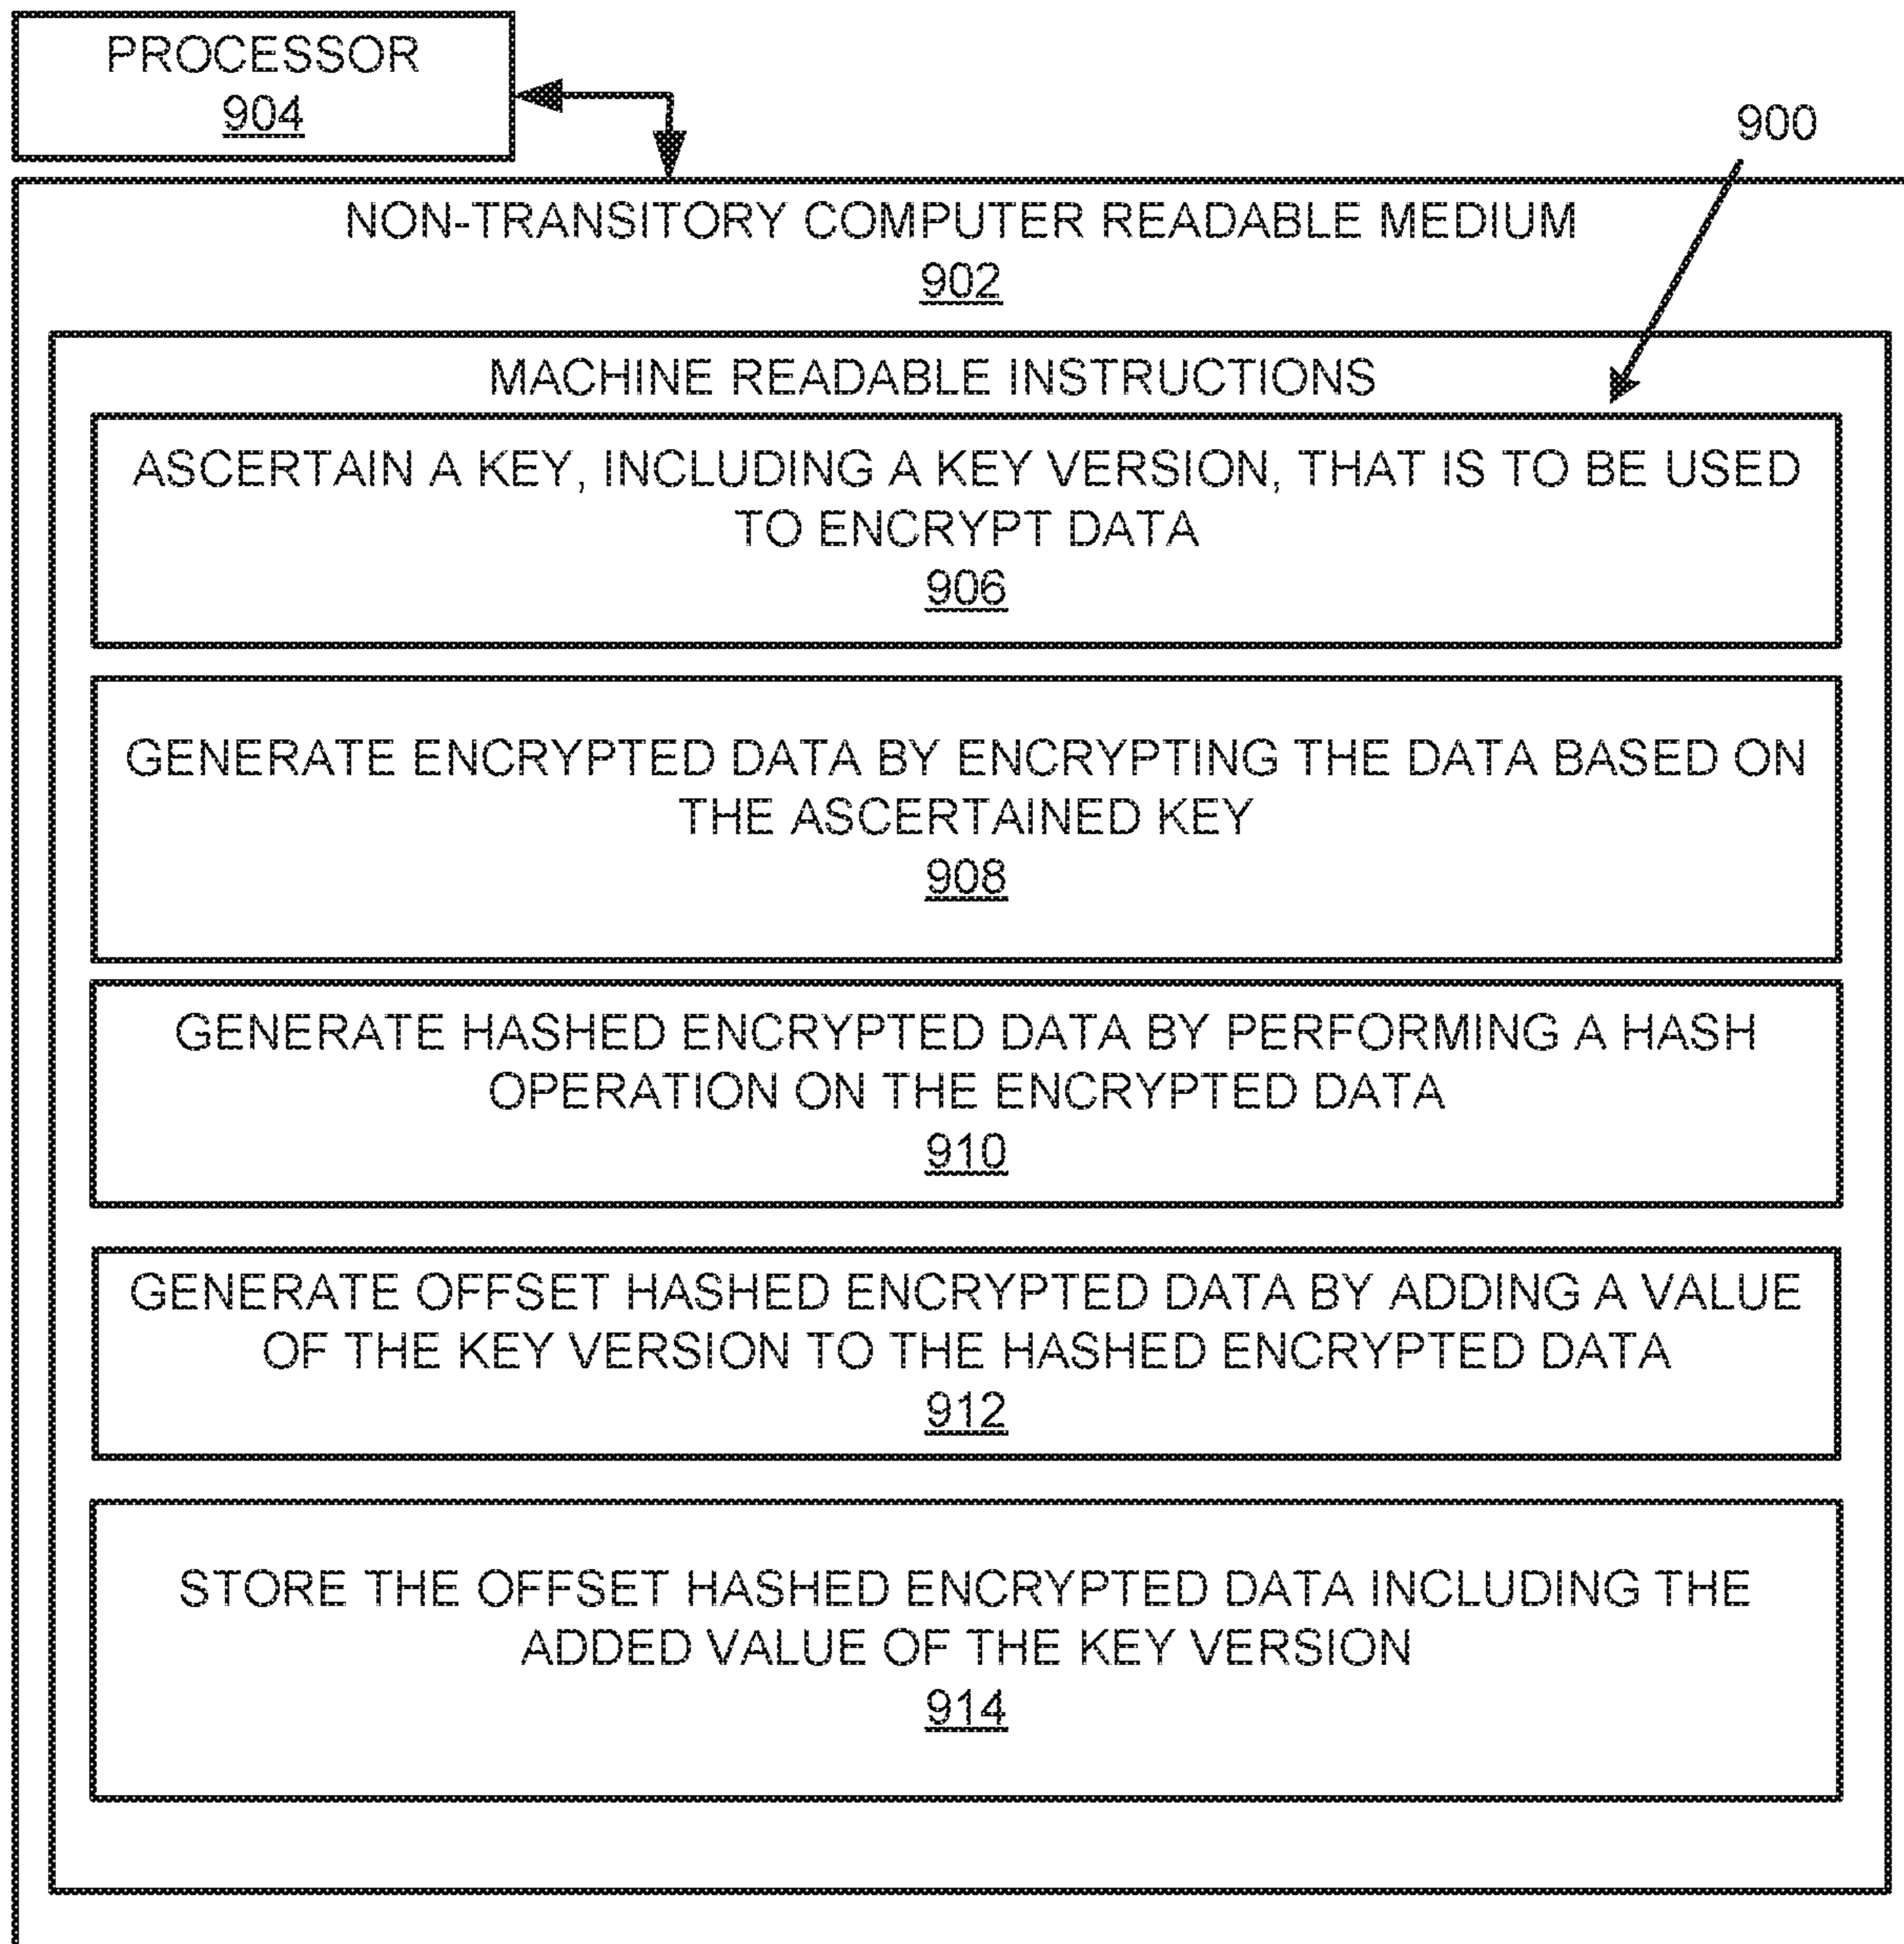 PROCESSOR
904
900
NON-TRANSITORY COMPUTER READABLE MEDIUM
902
MACHINE READABLE INSTRUCTIONS
ASCERTAIN A KEY, INCLUDING A KEY VERSION, THAT IS TO BE USED
TO ENCRYPT DATA
906
GENERATE ENCRYPTED DATA BY ENCRYPTING THE DATA BASED ON
THE ASCERTAINED KEY
908
GENERATE HASHED ENCRYPTED DATA BY PERFORMING A HASH
OPERATION ON THE ENCRYPTED DATA
910
GENERATE OFFSET HASHED ENCRYPTED DATA BY ADDING A VALUE
OF THE KEY VERSION TO THE HASHED ENCRYPTED DATA
912
STORE THE OFFSET HASHED ENCRYPTED DATA INCLUDING THE
ADDED VALUE OF THE KEY VERSION
914